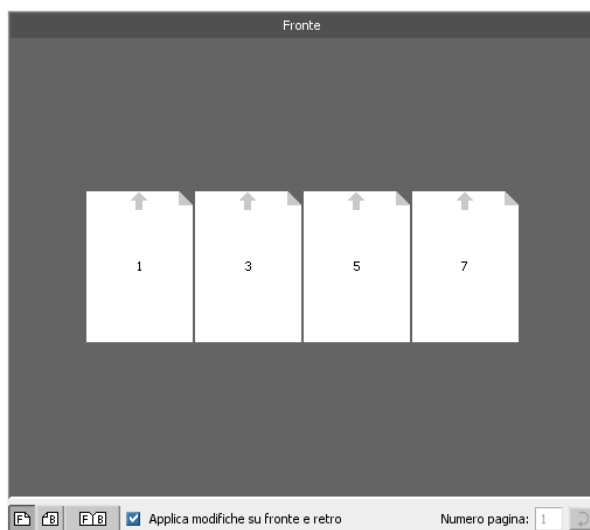 Fronte
1 3 5 7
F B F B Applica modifiche su fronte e retro Numero pagina: 1